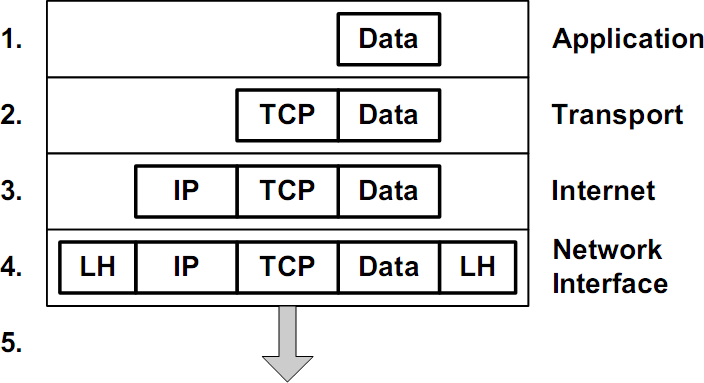 1. Data Application
2. TCP Data Transport
3. IP TCP Data Internet
4. LH IP TCP Data LH Network Interface
5.